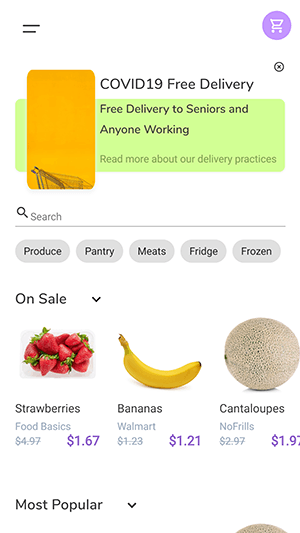 COVID19 Free Delivery
Free Delivery to Seniors and
Anyone Working
Read more about our delivery practices
Search
Produce Pantry Meats Fridge Frozen
On Sale
Strawberries Bananas Cantaloupes
Food Basics Walmart NoFrills
$4.97 $1.67 $1.23 $1.21 $2.97 $1.97
Most Popular